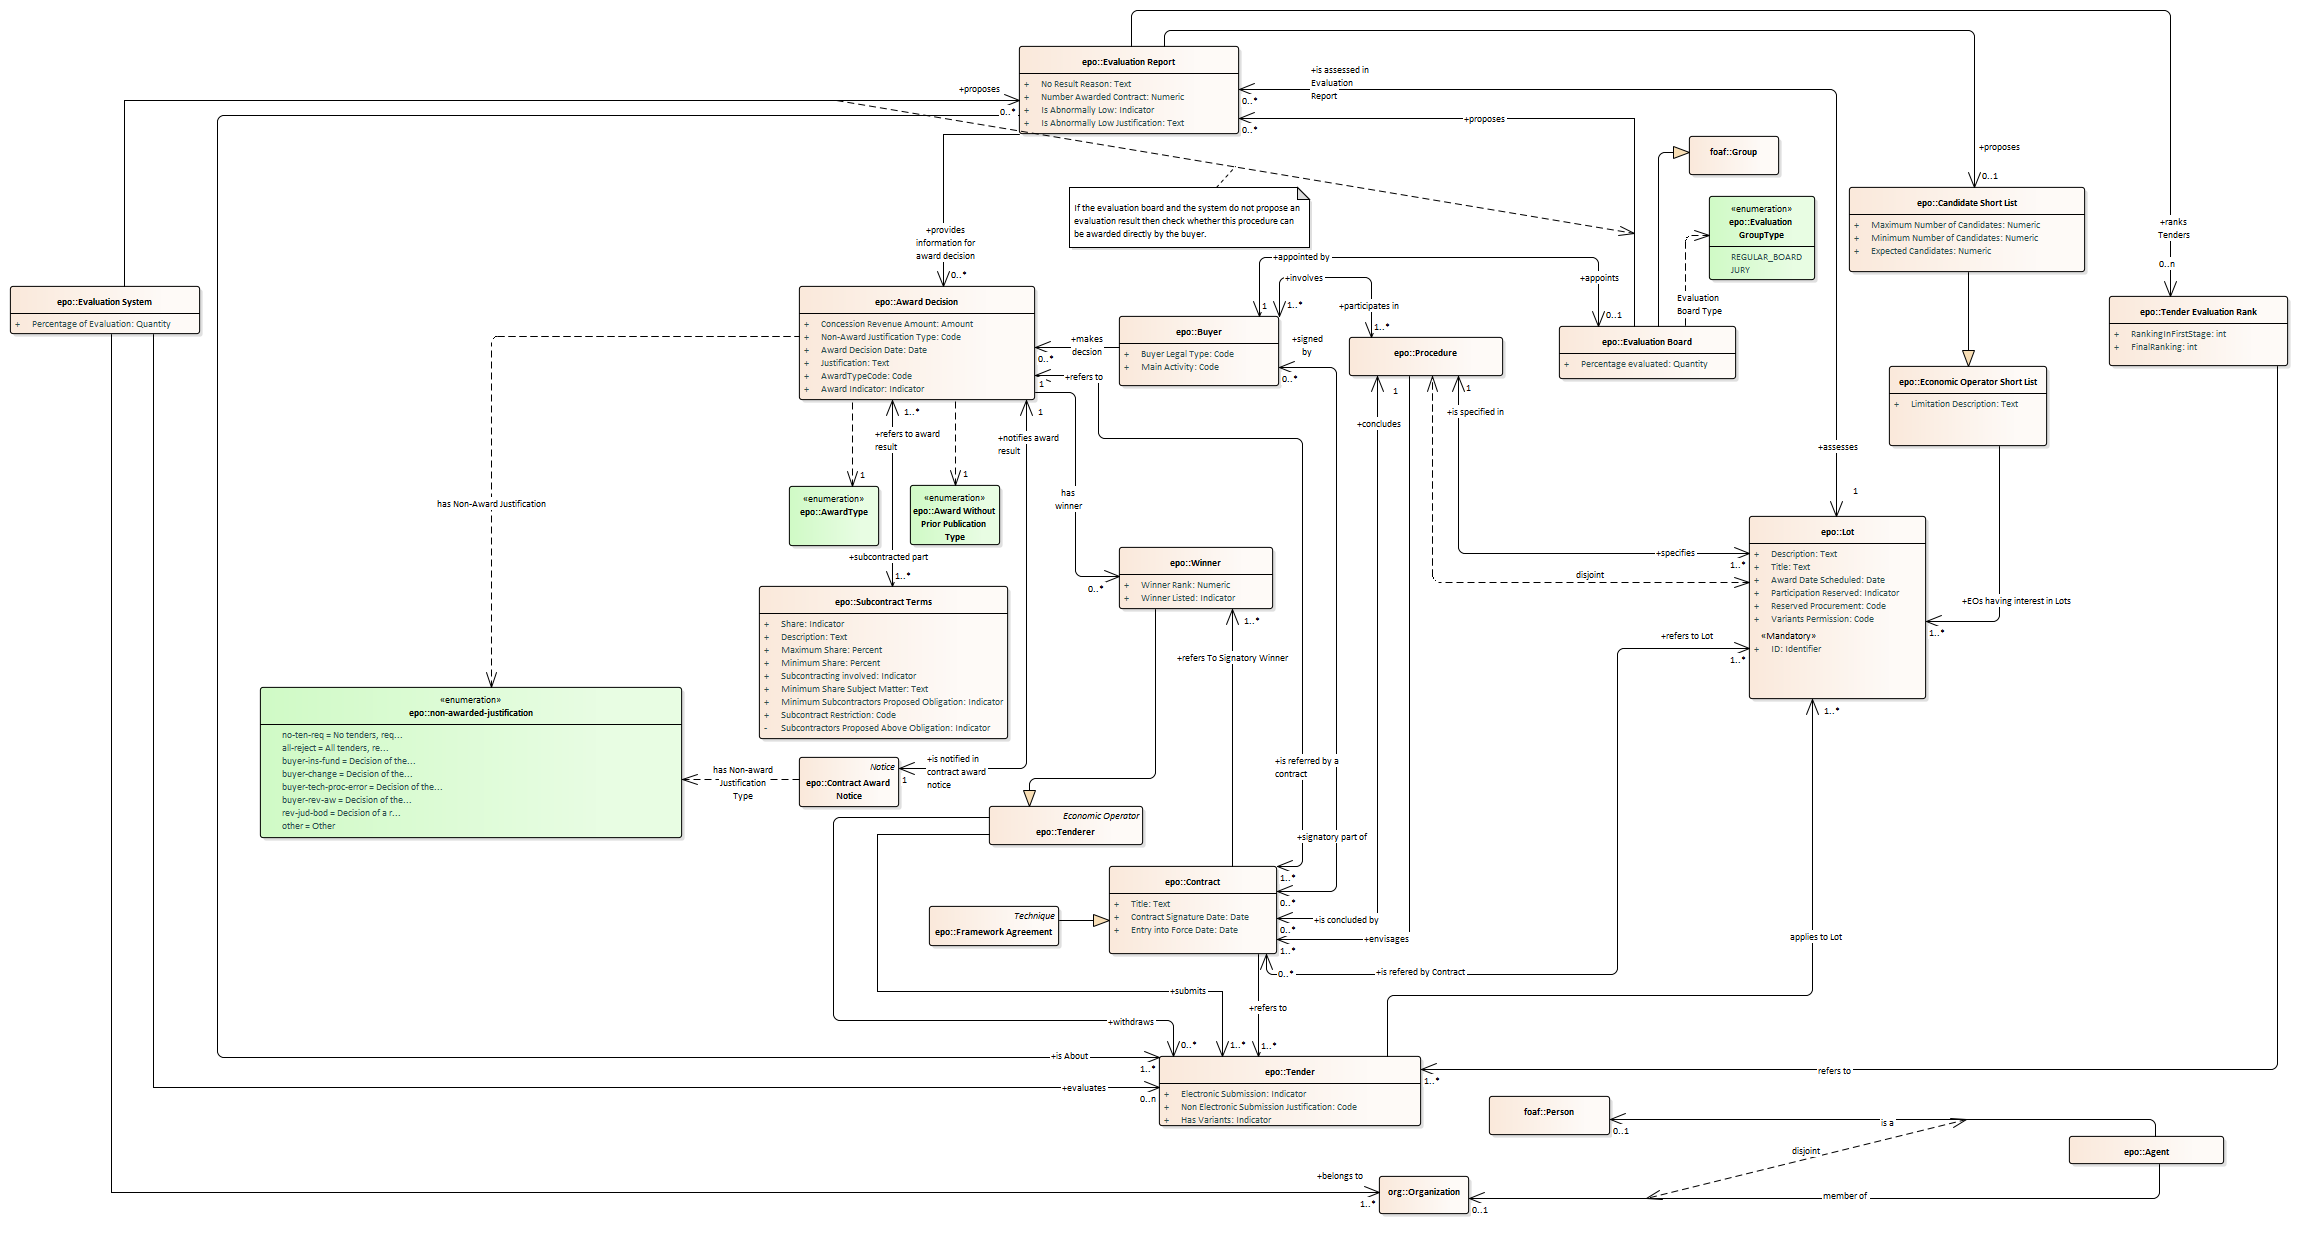 epo::Evaluation Report
+ No Result Reason: Text
+ Number Awarded Contract: Numeric
+ Is Abnormally Low: Indicator
+ Is Abnormally Low Justification: Text
+proposes
0..*
+is assessed in
Evaluation
Report
0..*
+proposes
0..*
foaf::Group
+proposes
0..1
«enumeration»
epo::Evaluation
GroupType
REGULAR_BOARD
JURY
epo::Candidate Short List
+ Maximum Number of Candidates: Numeric
+ Minimum Number of Candidates: Numeric
+ Expected Candidates: Numeric
+ranks
Tenders
0..n
If the evaluation board and the system do not propose an
evaluation result then check whether this procedure can
be awarded directly by the buyer.
+provides
information for
award decision
0..*
+appointed by
+involves
1
1..*
+participates in
1..*
+appoints
0..1
Evaluation
Board Type
epo::Evaluation System
+ Percentage of Evaluation: Quantity
epo::Award Decision
+ Concession Revenue Amount: Amount
+ Non-Award Justification Type: Code
+ Award Decision Date: Date
+ Justification: Text
+ AwardTypeCode: Code
+ Award Indicator: Indicator
+makes
decsion
0..*
+refers to
1
epo::Buyer
+ Buyer Legal Type: Code
+ Main Activity: Code
+signed
by
0..*
epo::Procedure
epo::Evaluation Board
+ Percentage evaluated: Quantity
epo::Tender Evaluation Rank
+ RankingInFirstStage: int
+ FinalRanking: int
epo::Economic Operator Short List
+ Limitation Description: Text
1
+concludes
1
+is specified in
1..*
+refers to award
result
1
+notifies award
result
+assesses
1
has Non-Award Justification
1
«enumeration»
epo::AwardType
1
«enumeration»
epo::Award Without
Prior Publication
Type
has
winner
0..*
+subcontracted part
1..*
epo::Winner
+ Winner Rank: Numeric
+ Winner Listed: Indicator
1..*
+refers To Signatory Winner
+specifies
1..*
disjoint
epo::Lot
+ Description: Text
+ Title: Text
+ Award Date Scheduled: Date
+ Participation Reserved: Indicator
+ Reserved Procurement: Code
+ Variants Permission: Code
«Mandatory»
+ ID: Identifier
+EOs having interest in Lots
1..*
+refers to Lot
1..*
1..*
epo::Subcontract Terms
+ Share: Indicator
+ Description: Text
+ Maximum Share: Percent
+ Minimum Share: Percent
+ Subcontracting involved: Indicator
+ Minimum Share Subject Matter: Text
+ Minimum Subcontractors Proposed Obligation: Indicator
+ Subcontract Restriction: Code
- Subcontractors Proposed Above Obligation: Indicator
«enumeration»
epo::non-awarded-justification
no-ten-req = No tenders, req...
all-reject = All tenders, re...
buyer-ins-fund = Decision of the...
buyer-change = Decision of the...
buyer-tech-proc-error = Decision of the...
buyer-rev-aw = Decision of the...
rev-jud-bod = Decision of a r...
other = Other
has Non-award
Justification
Type
Notice
epo::Contract Award
Notice
1
+is notified in
contract award
notice
+is referred by a
contract
Economic Operator
epo::Tenderer
+signatory part of
1..*
epo::Contract
+ Title: Text
+ Contract Signature Date: Date
+ Entry into Force Date: Date
0..*
+is concluded by
0..*
+envisages
1..*
Technique
epo::Framework Agreement
0..*
+is refered by Contract
applies to Lot
+submits
+refers to
+withdraws
0..*
1..*
1..*
+is About
1..*
+evaluates
0..n
epo::Tender
+ Electronic Submission: Indicator
+ Non Electronic Submission Justification: Code
+ Has Variants: Indicator
1..*
refers to
foaf::Person
0..1
is a
disjoint
epo::Agent
+belongs to
1..*
org::Organization
0..1
member of